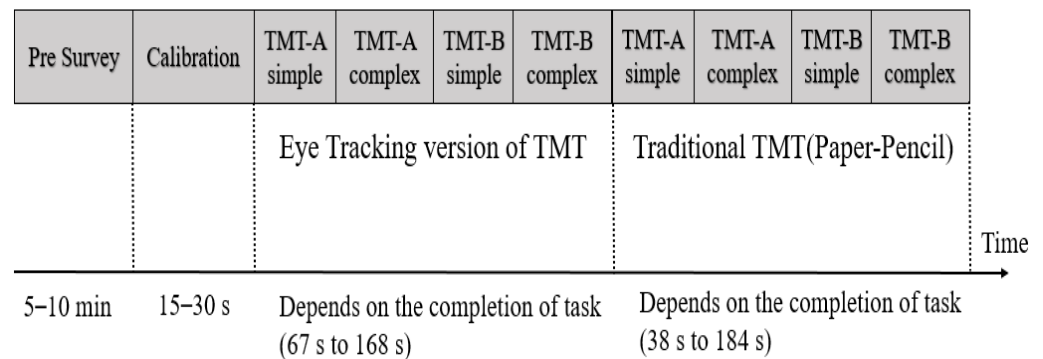 Pre Survey
Calibration
TMT-A
simple
TMT-A
complex
TMT-B
simple
TMT-B
complex
TMT-A
simple
TMT-A
complex
TMT-B
simple
TMT-B
complex
Eye Tracking version of TMT
Traditional TMT(Paper-Pencil)
Time
5–10 min
15–30 s
Depends on the completion of task
(67 s to 168 s)
Depends on the completion of task
(38 s to 184 s)